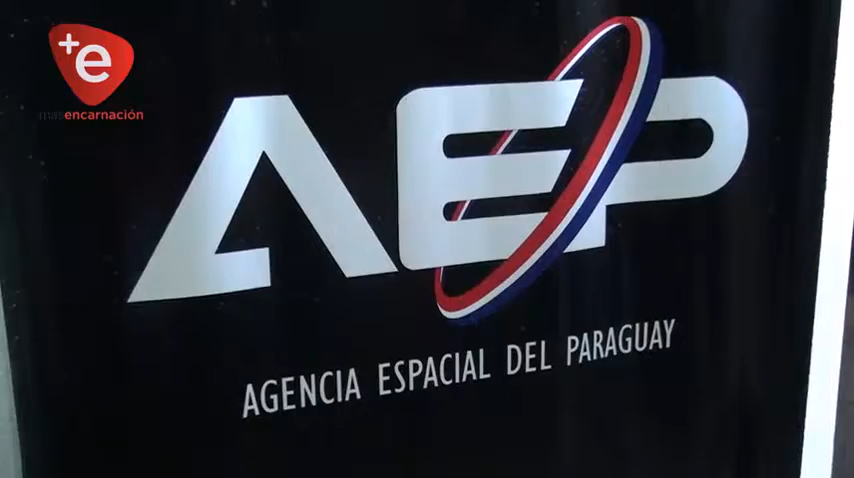 +e
masencarnación
AEP
AGENCIA ESPACIAL DEL PARAGUAY